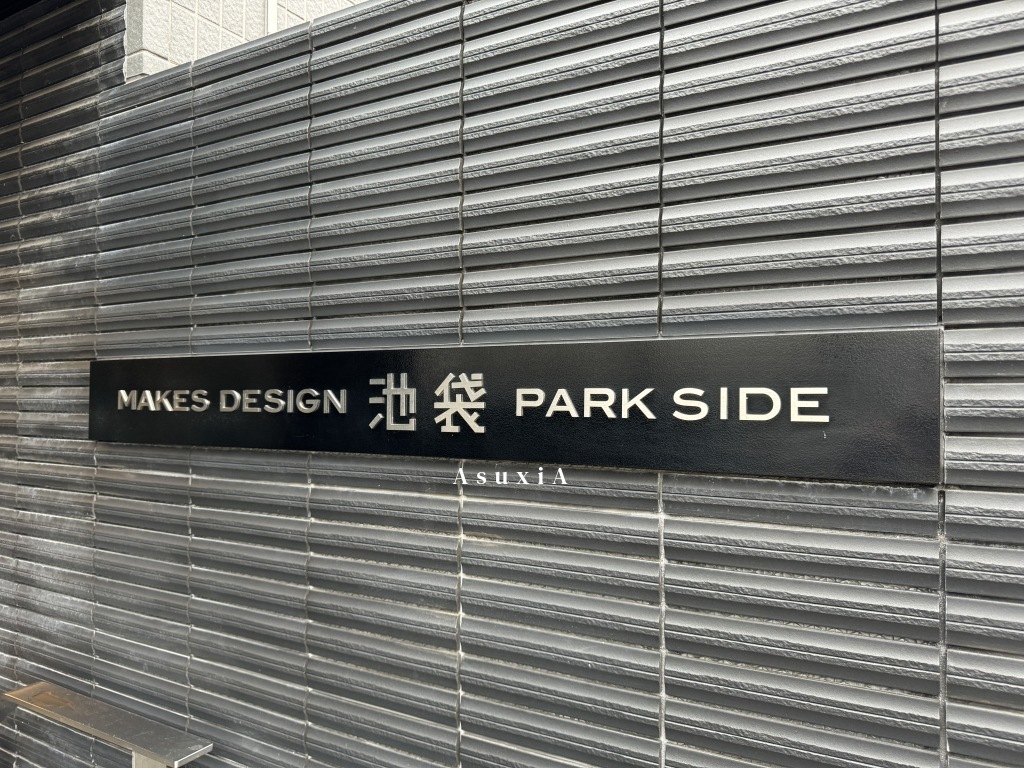 MAKES DESIGN 池袋 PARK SIDE
AsuxiA